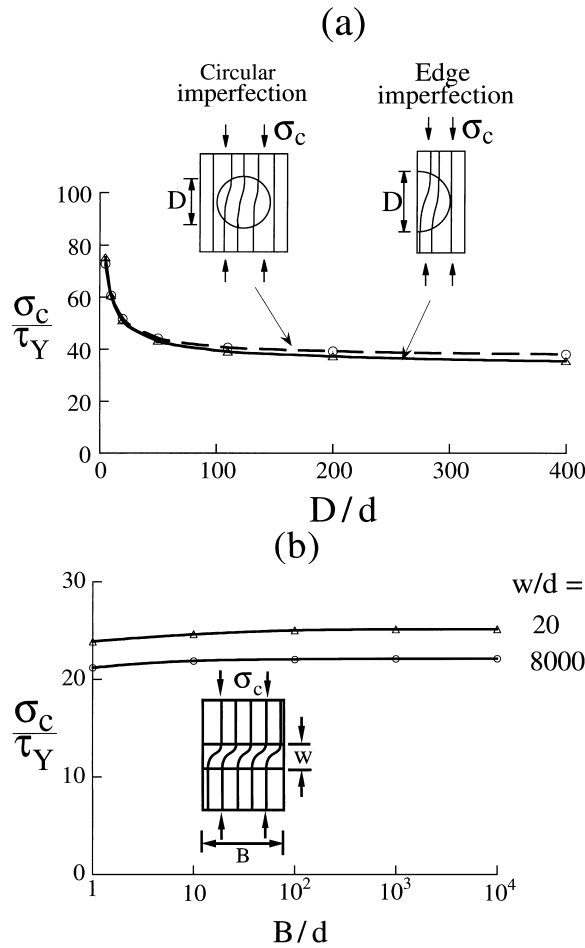 (a)
Circular imperfection
Edge imperfection
σc
σc
D
D
100
80
60
40
20
0
σc/τY
0 100 200 300 400
D/d
(b)
w/d =
20
8000
30
20
10
0
σc/τY
σc
w
B
1 10 10² 10³ 10⁴
B/d